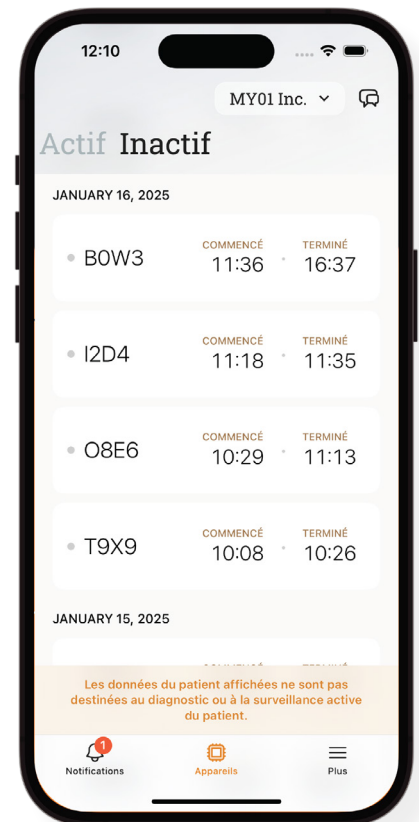 12:10
MY01 Inc.
Actif Inactif
JANUARY 16, 2025
COMMENCÉ TERMINÉ
B0W3 11:36 16:37
COMMENCÉ TERMINÉ
I2D4 11:18 11:35
COMMENCÉ TERMINÉ
O8E6 10:29 11:13
COMMENCÉ TERMINÉ
T9X9 10:08 10:26
JANUARY 15, 2025
Les données du patient affichées ne sont pas
destinées au diagnostic ou à la surveillance active
du patient.
1
Notifications Appareils Plus